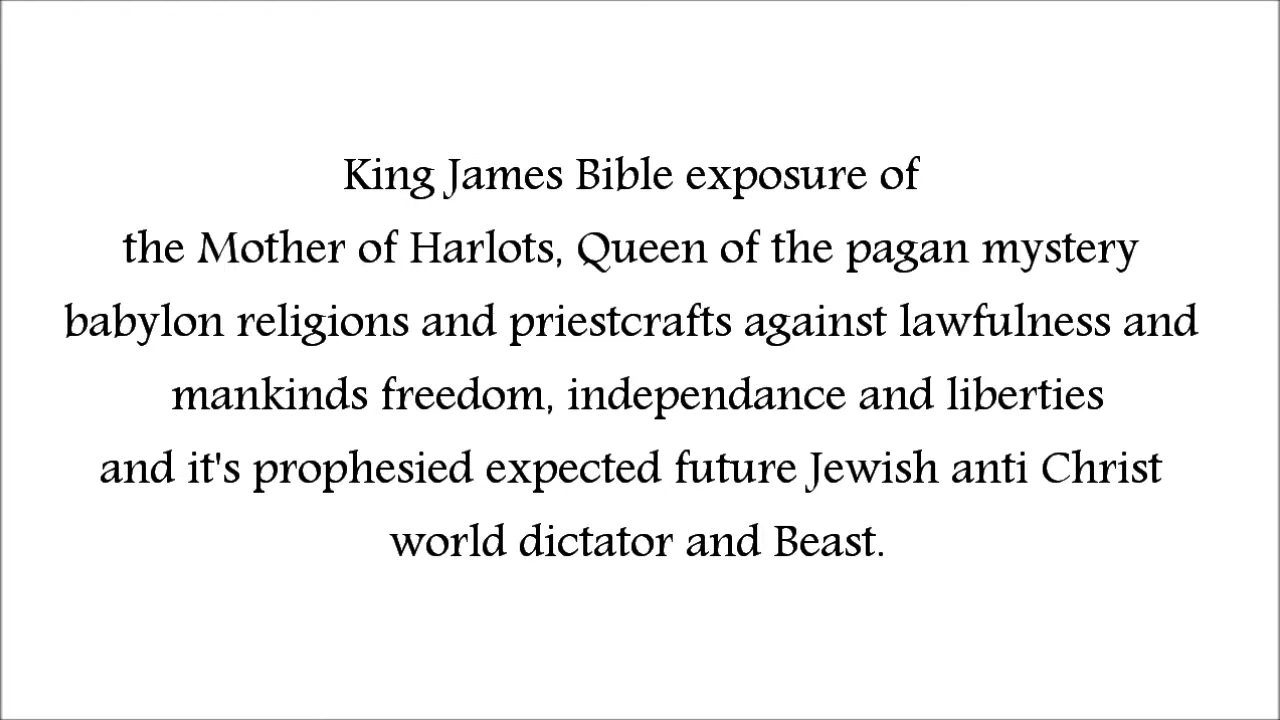 King James Bible exposure of
the Mother of Harlots, Queen of the pagan mystery
babylon religions and priestcrafts against lawfulness and
mankinds freedom, independance and liberties
and it's prophesied expected future Jewish anti Christ
world dictator and Beast.